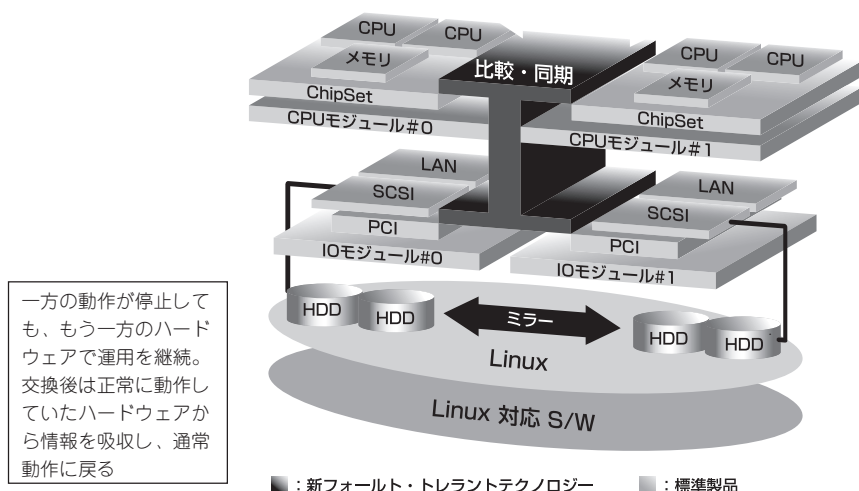 CPU
CPU
メモリ
ChipSet
CPUモジュール#0
比較・同期
CPU
CPU
メモリ
ChipSet
CPUモジュール#1
LAN
SCSI
PCI
IOモジュール#0
LAN
SCSI
PCI
IOモジュール#1
HDD
HDD
ミラー
HDD
HDD
Linux
Linux 対応 S/W
一方の動作が停止して
も、もう一方のハード
ウェアで運用を継続。
交換後は正常に動作し
ていたハードウェアか
ら情報を吸収し、通常
動作に戻る
:新フォールト・トレラントテクノロジー
:標準製品